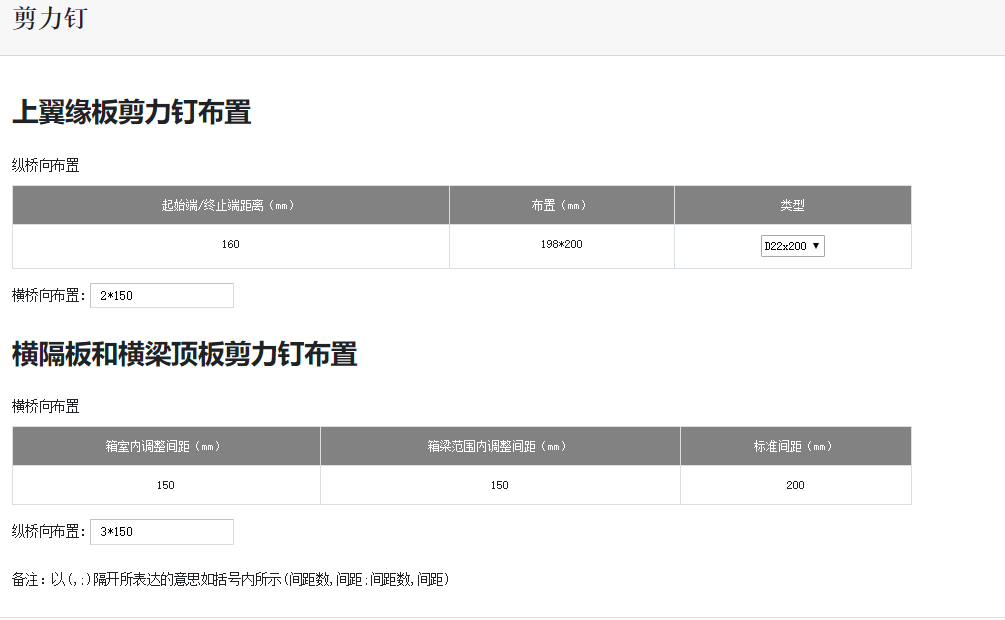 剪力钉
上翼缘板剪力钉布置
纵桥向布置
起始端/终止端距离（mm） 布置（mm） 类型
160 198*200 D22x200
横桥向布置: 2*150
横隔板和横梁顶板剪力钉布置
横桥向布置
箱室内调整间距（mm） 箱梁范围内调整间距（mm） 标准间距（mm）
150 150 200
纵桥向布置: 3*150
备注：以(,;)隔开所表达的意思如括号内所示(间距数,间距;间距数,间距)